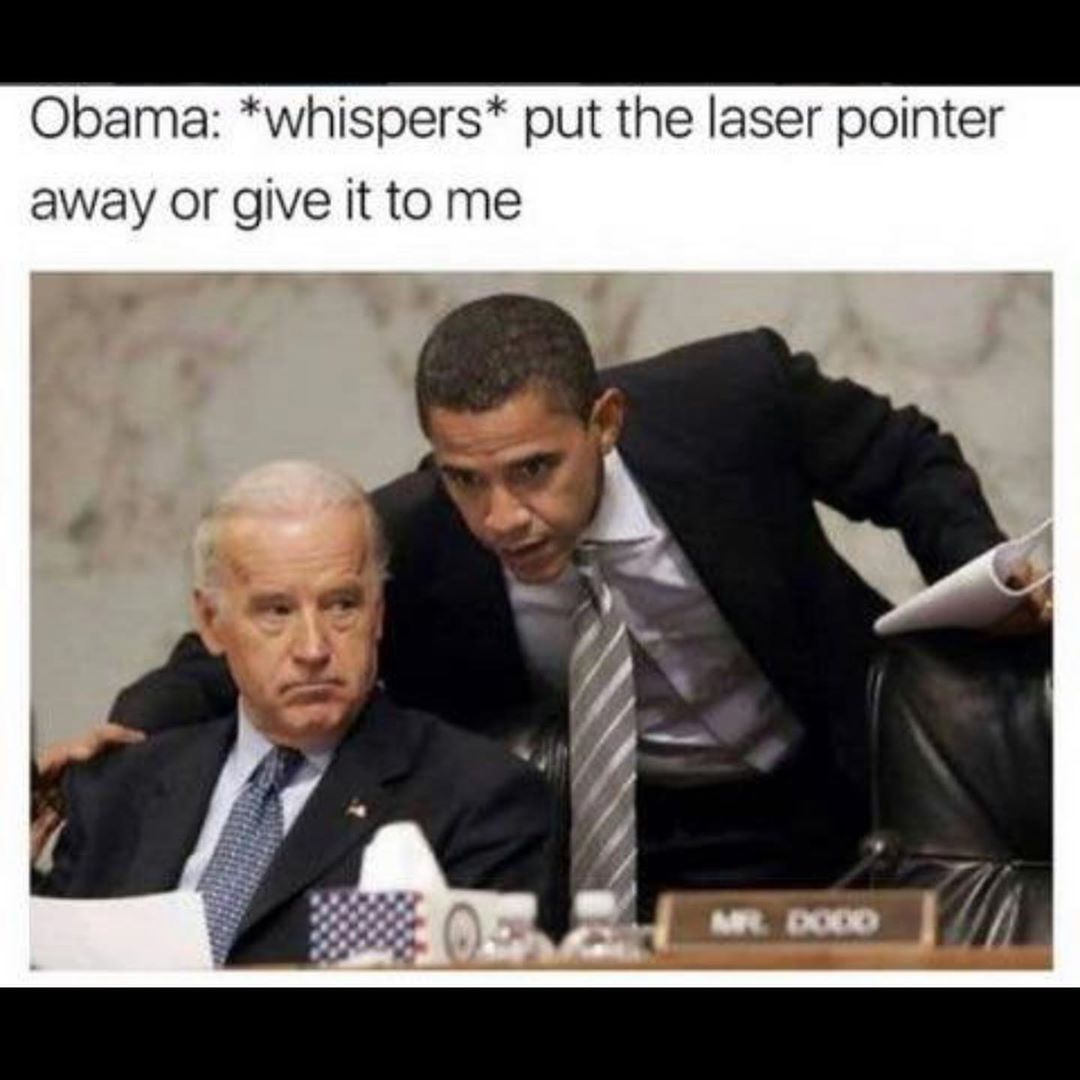 Obama: *whispers* put the laser pointer
away or give it to me
MR. DODD